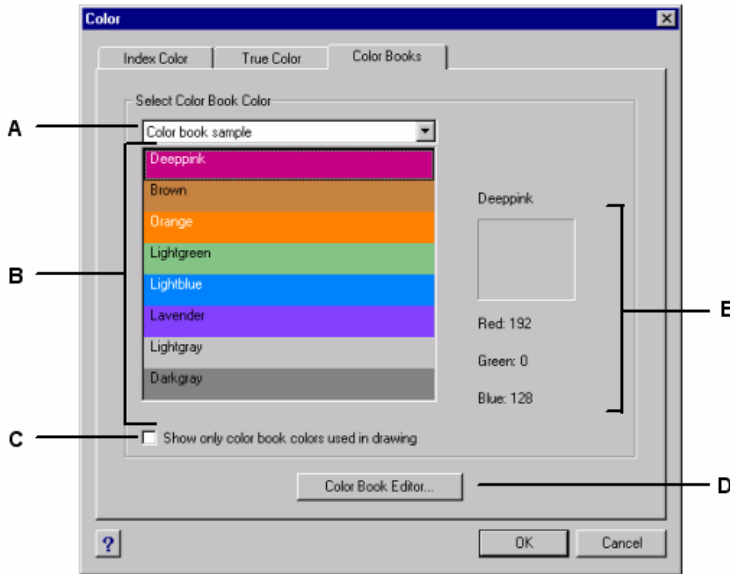 Color
Index Color
True Color
Color Books
Select Color Book Color
A
Color book sample
Deeppink
Brown
Orange
Lightgreen
Lightblue
Lavender
Lightgray
Darkgray
B
Deeppink
Red: 192
Green: 0
Blue: 128
E
C
Show only color book colors used in drawing
Color Book Editor...
D
?
OK
Cancel